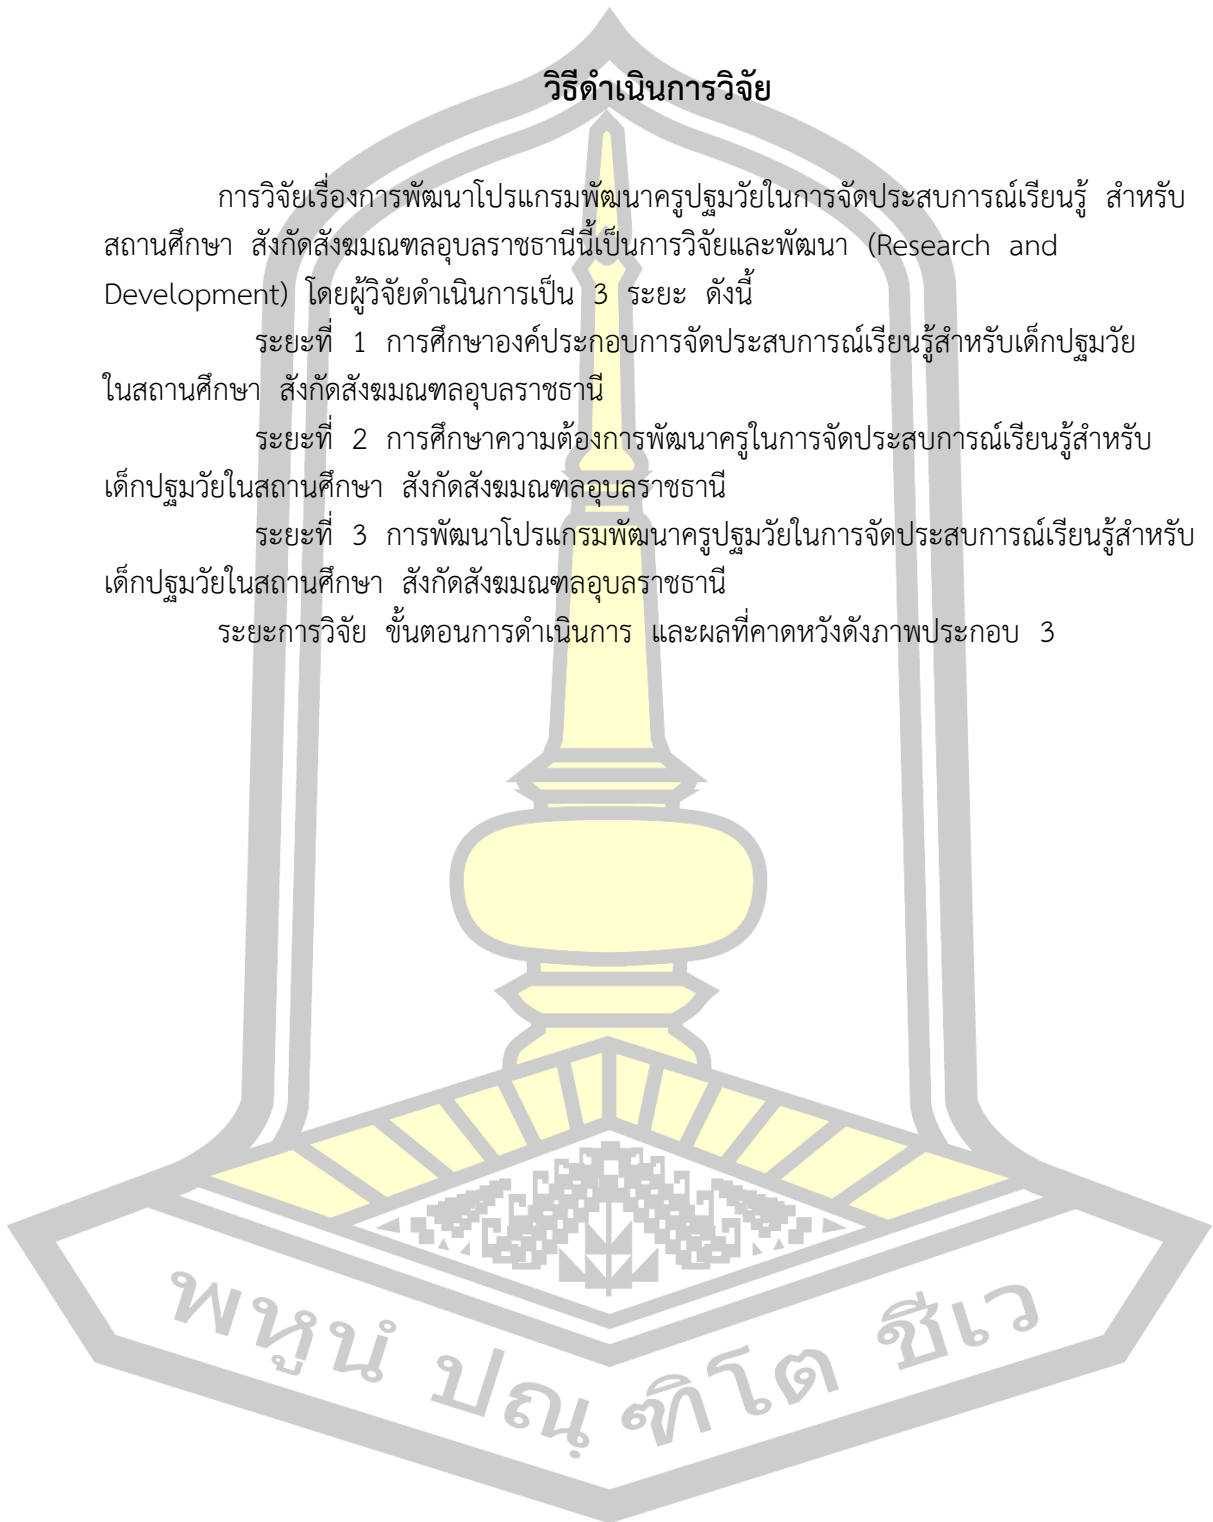 วิธีดำเนินการวิจัย
การวิจัยเรื่องการพัฒนาโปรแกรมพัฒนาครูปฐมวัยในการจัดประสบการณ์เรียนรู้ สำหรับ
สถานศึกษา สังกัดสังฆมณฑลอุบลราชธานีนี้เป็นการวิจัยและพัฒนา (Research and
Development) โดยผู้วิจัยดำเนินการเป็น 3 ระยะ ดังนี้
ระยะที่ 1 การศึกษาองค์ประกอบการจัดประสบการณ์เรียนรู้สำหรับเด็กปฐมวัย
ในสถานศึกษา สังกัดสังฆมณฑลอุบลราชธานี
ระยะที่ 2 การศึกษาความต้องการพัฒนาครูในการจัดประสบการณ์เรียนรู้สำหรับ
เด็กปฐมวัยในสถานศึกษา สังกัดสังฆมณฑลอุบลราชธานี
ระยะที่ 3 การพัฒนาโปรแกรมพัฒนาครูปฐมวัยในการจัดประสบการณ์เรียนรู้สำหรับ
เด็กปฐมวัยในสถานศึกษา สังกัดสังฆมณฑลอุบลราชธานี
ระยะการวิจัย ขั้นตอนการดำเนินการ และผลที่คาดหวังดังภาพประกอบ 3
พหูนํ ปณฺฑิโต ชีเว